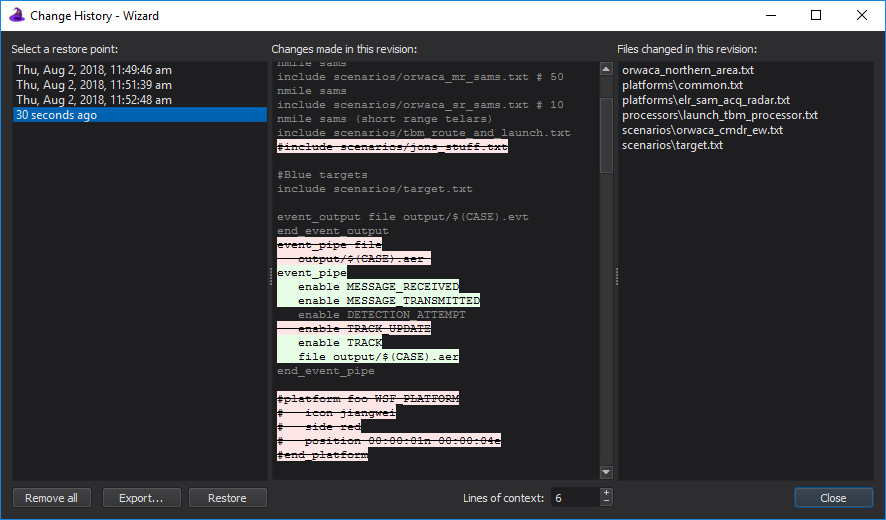 Change History - Wizard
Select a restore point:
Thu, Aug 2, 2018, 11:49:46 am
Thu, Aug 2, 2018, 11:51:39 am
Thu, Aug 2, 2018, 11:52:48 am
30 seconds ago
Changes made in this revision:
nmile sams
include scenarios/orwaca_mr_sams.txt # 50
nmile sams
include scenarios/orwaca_sr_sams.txt # 10
nmile sams (short range telars)
include scenarios/tbm_route_and_launch.txt
#include scenarios/jons_stuff.txt
#Blue targets
include scenarios/target.txt
event_output file output/$(CASE).evt
end_event_output
event_pipe file
output/$(CASE).aer
event_pipe
enable MESSAGE_RECEIVED
enable MESSAGE_TRANSMITTED
enable DETECTION_ATTEMPT
enable TRACK_UPDATE
enable TRACK
file output/$(CASE).aer
end_event_pipe
#platform foo WSF_PLATFORM
#   icon jiangwei
#   side red
#   position 00:00:01n 00:00:04e
#end_platform
Files changed in this revision:
orwaca_northern_area.txt
platforms\common.txt
platforms\elr_sam_acq_radar.txt
processors\launch_tbm_processor.txt
scenarios\orwaca_cmdr_ew.txt
scenarios\target.txt
Remove all
Export...
Restore
Lines of context: 6
Close